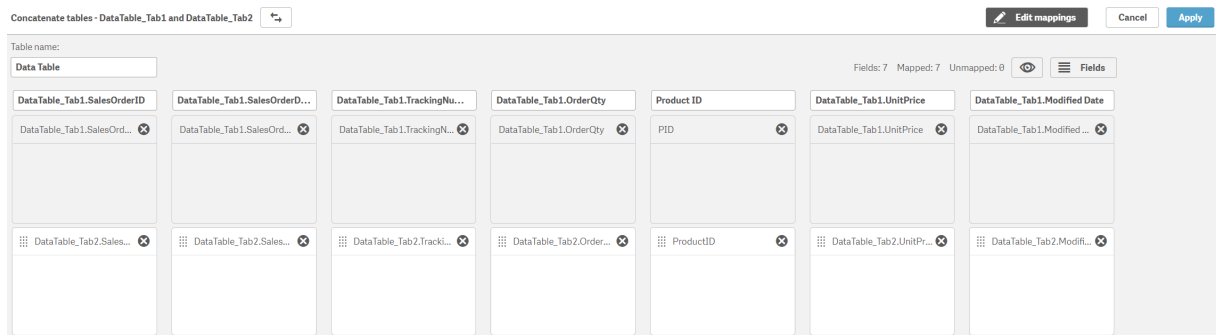 Concatenate tables - DataTable_Tab1 and DataTable_Tab2 Edit mappings Cancel Apply
Table name:
Data Table Fields: 7 Mapped: 7 Unmapped: 0 Fields
DataTable_Tab1.SalesOrderID DataTable_Tab1.SalesOrderD... DataTable_Tab1.TrackingNu... DataTable_Tab1.OrderQty Product ID DataTable_Tab1.UnitPrice DataTable_Tab1.Modified Date
DataTable_Tab1.SalesOrd... DataTable_Tab1.SalesOrd... DataTable_Tab1.TrackingN... DataTable_Tab1.OrderQty PID DataTable_Tab1.UnitPrice DataTable_Tab1.Modified ...
DataTable_Tab2.Sales... DataTable_Tab2.Sales... DataTable_Tab2.Tracki... DataTable_Tab2.Order... ProductID DataTable_Tab2.UnitPr... DataTable_Tab2.Modifi...